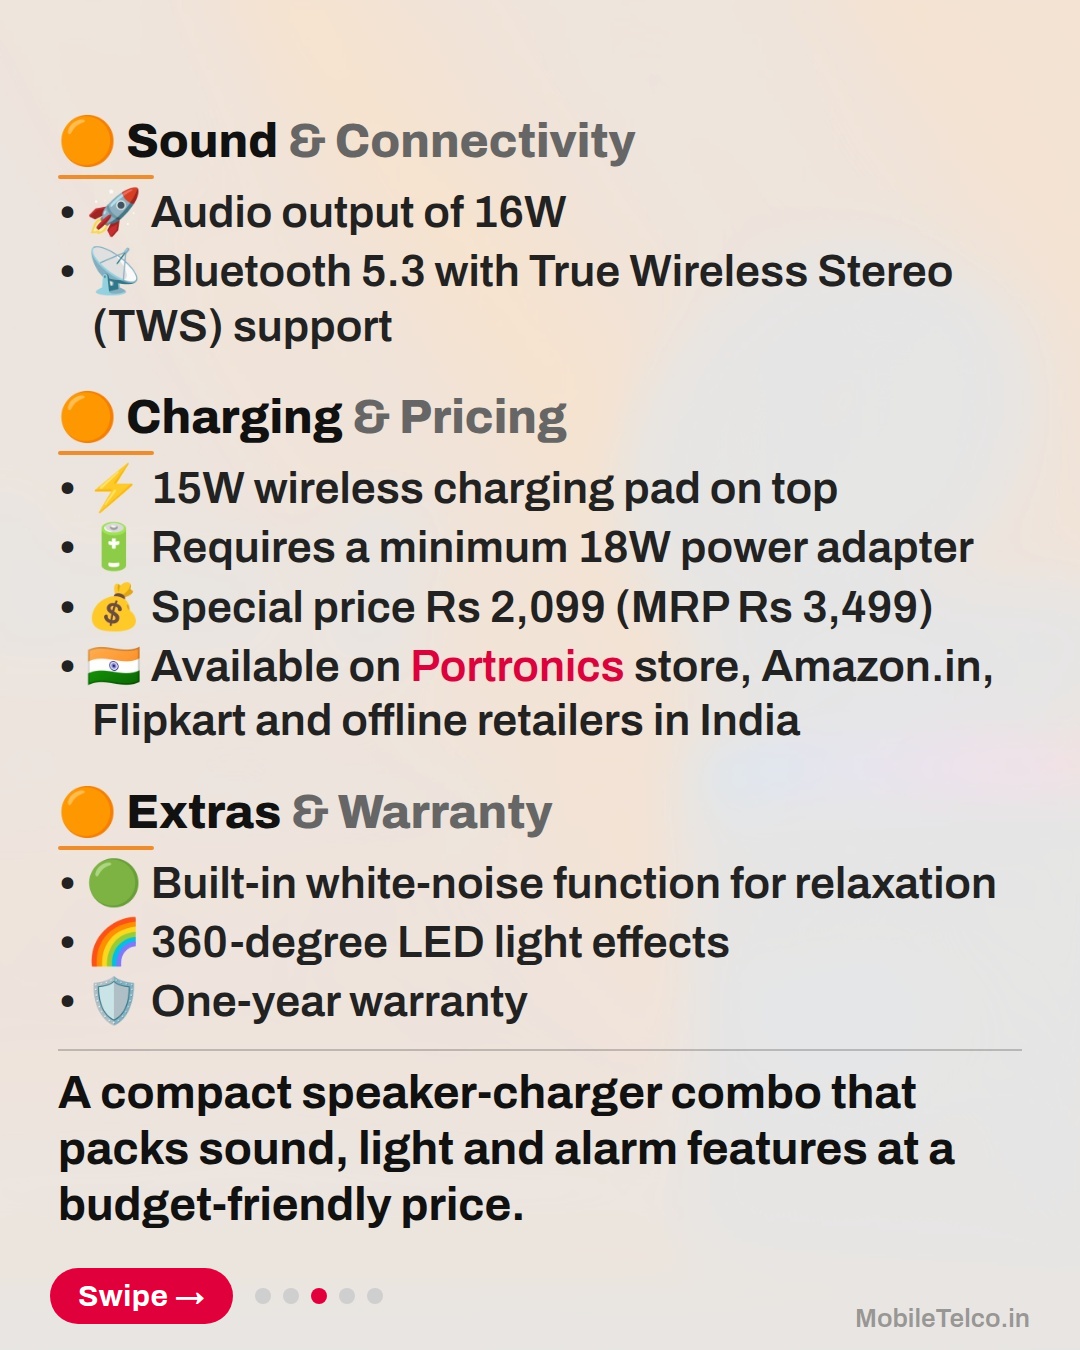 🟠 Sound & Connectivity
• 🚀 Audio output of 16W
• 📡 Bluetooth 5.3 with True Wireless Stereo
(TWS) support
🟠 Charging & Pricing
• ⚡ 15W wireless charging pad on top
• 🔋 Requires a minimum 18W power adapter
• 💰 Special price Rs 2,099 (MRP Rs 3,499)
• 🇮🇳 Available on Portronics store, Amazon.in,
Flipkart and offline retailers in India
🟠 Extras & Warranty
• 🟢 Built-in white-noise function for relaxation
• 🌈 360-degree LED light effects
• 🛡️ One-year warranty
A compact speaker-charger combo that
packs sound, light and alarm features at a
budget-friendly price.
Swipe →
MobileTelco.in